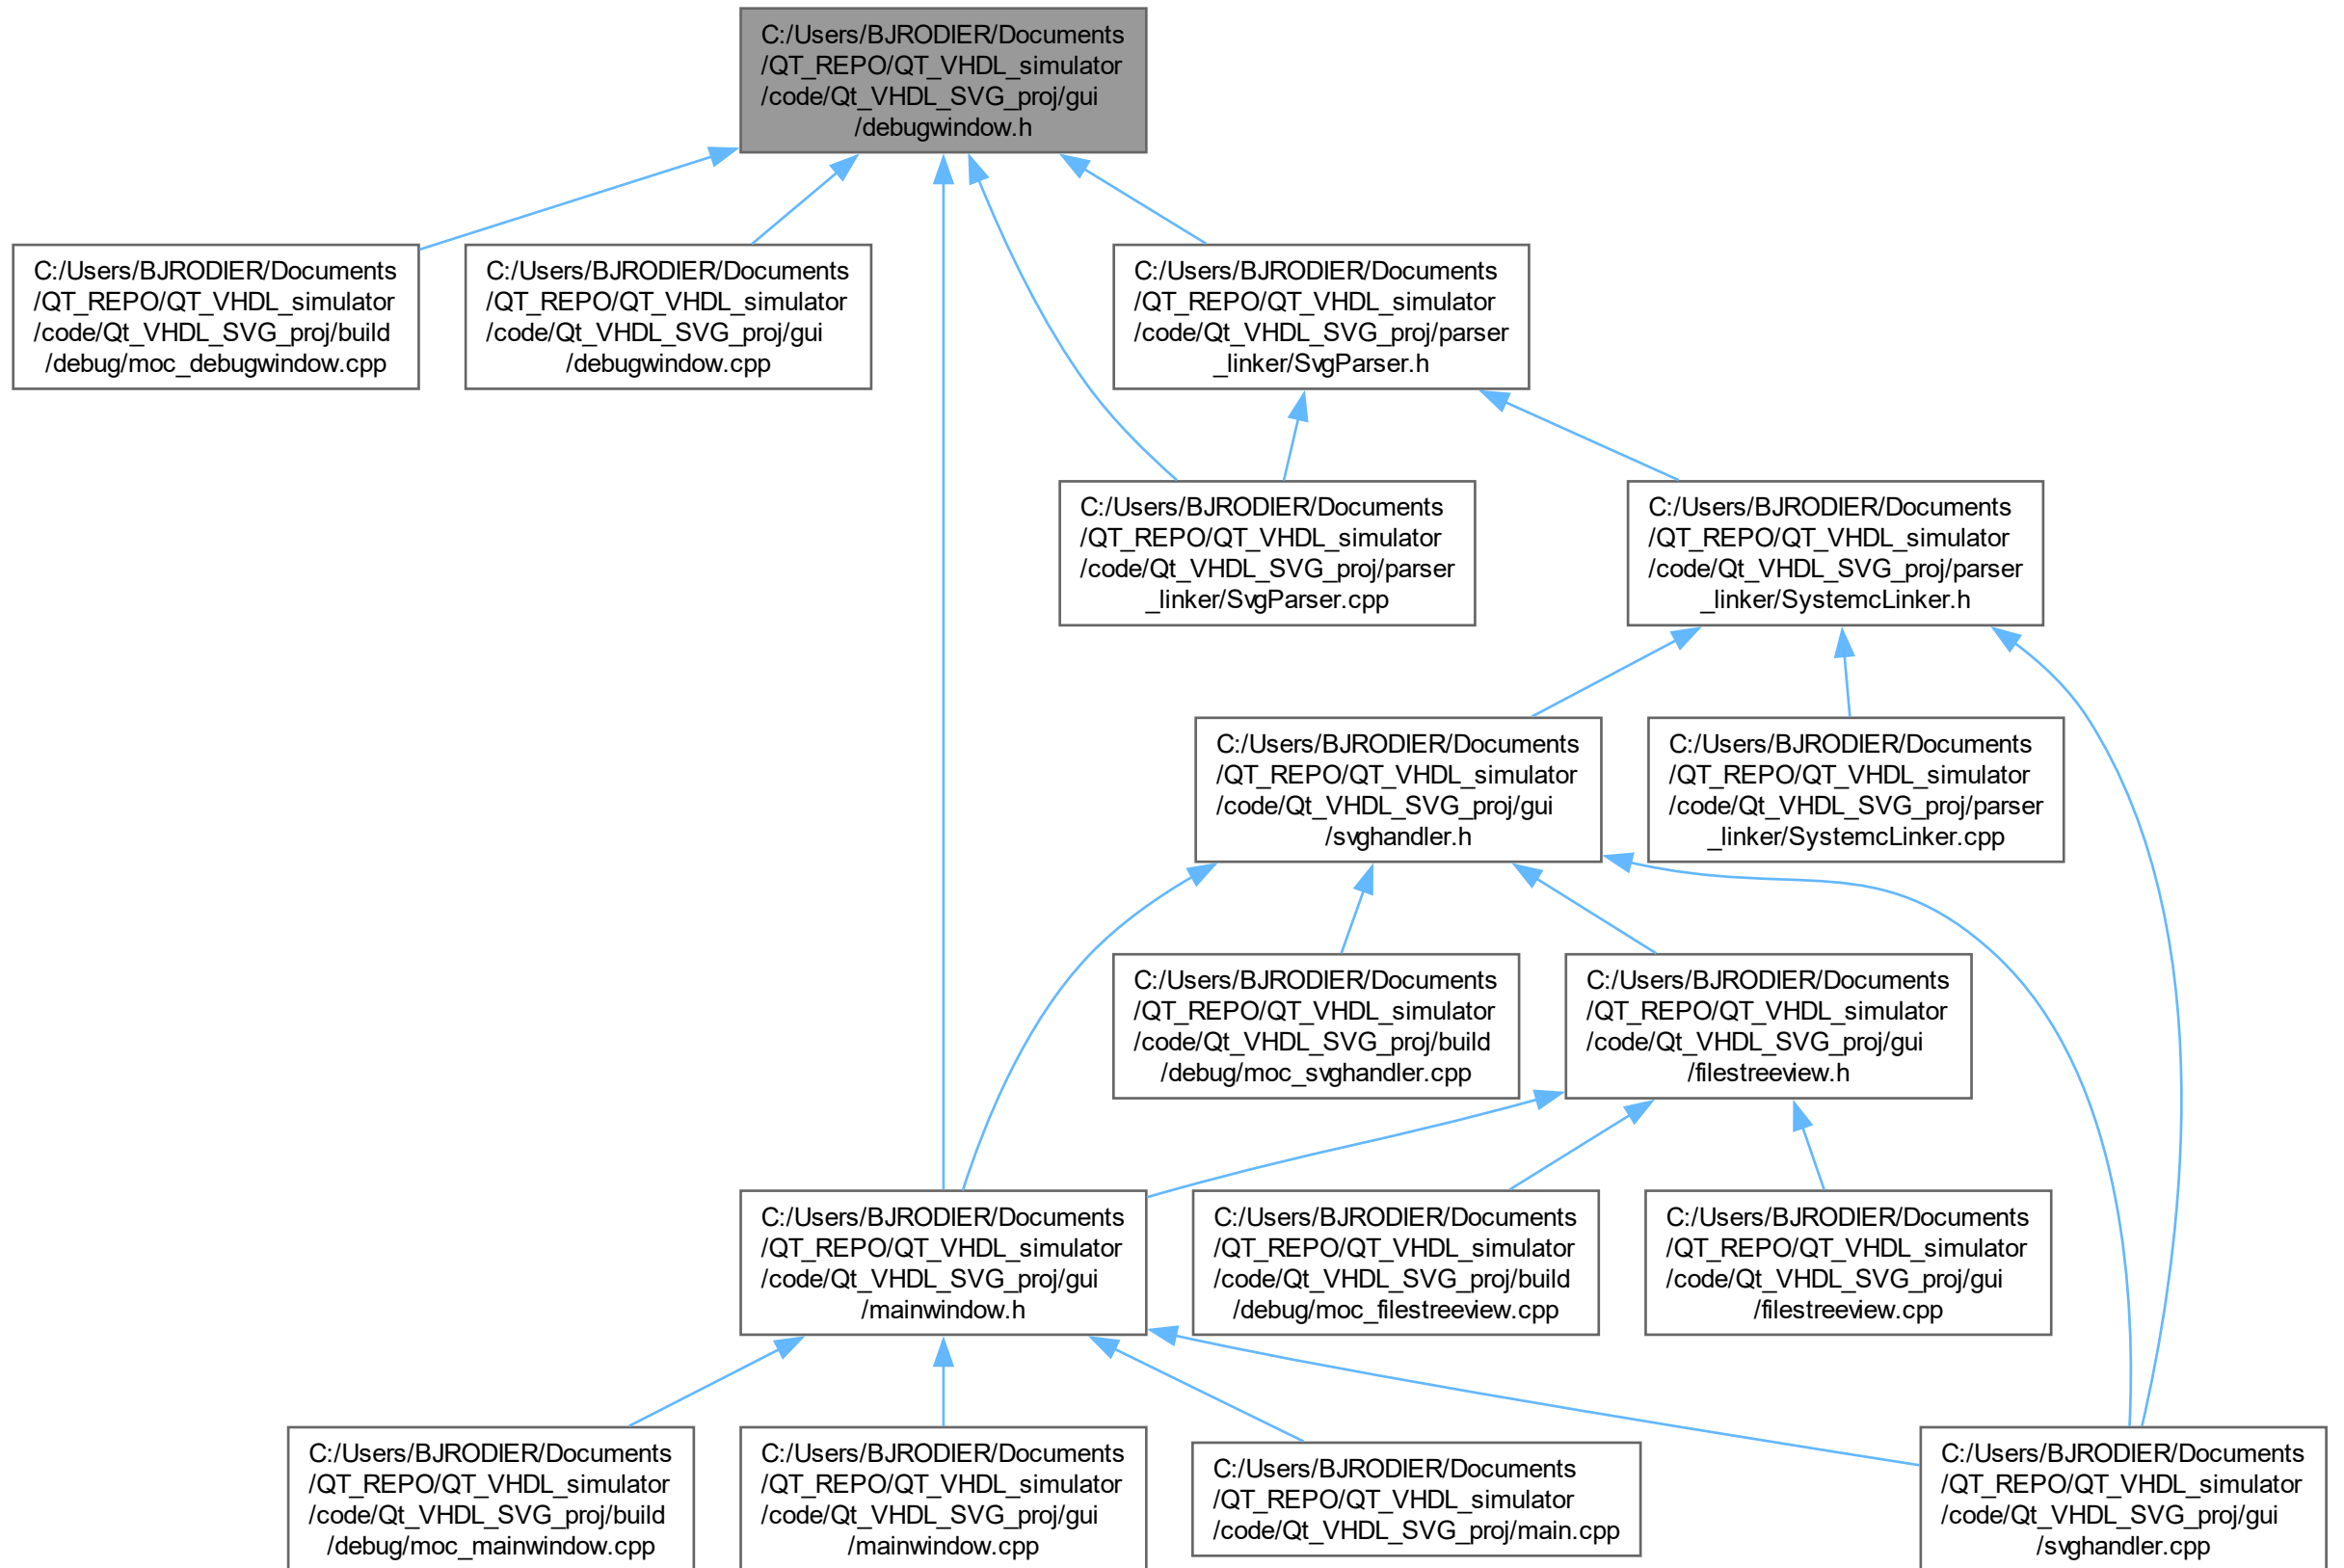 C:/Users/BJRODIER/Documents
/QT_REPO/QT_VHDL_simulator
/code/Qt_VHDL_SVG_proj/gui
/debugwindow.h
C:/Users/BJRODIER/Documents
/QT_REPO/QT_VHDL_simulator
/code/Qt_VHDL_SVG_proj/build
/debug/moc_debugwindow.cpp
C:/Users/BJRODIER/Documents
/QT_REPO/QT_VHDL_simulator
/code/Qt_VHDL_SVG_proj/gui
/debugwindow.cpp
C:/Users/BJRODIER/Documents
/QT_REPO/QT_VHDL_simulator
/code/Qt_VHDL_SVG_proj/parser
_linker/SvgParser.h
C:/Users/BJRODIER/Documents
/QT_REPO/QT_VHDL_simulator
/code/Qt_VHDL_SVG_proj/parser
_linker/SvgParser.cpp
C:/Users/BJRODIER/Documents
/QT_REPO/QT_VHDL_simulator
/code/Qt_VHDL_SVG_proj/parser
_linker/SystemcLinker.h
C:/Users/BJRODIER/Documents
/QT_REPO/QT_VHDL_simulator
/code/Qt_VHDL_SVG_proj/gui
/svghandler.h
C:/Users/BJRODIER/Documents
/QT_REPO/QT_VHDL_simulator
/code/Qt_VHDL_SVG_proj/parser
_linker/SystemcLinker.cpp
C:/Users/BJRODIER/Documents
/QT_REPO/QT_VHDL_simulator
/code/Qt_VHDL_SVG_proj/build
/debug/moc_svghandler.cpp
C:/Users/BJRODIER/Documents
/QT_REPO/QT_VHDL_simulator
/code/Qt_VHDL_SVG_proj/gui
/filestreeview.h
C:/Users/BJRODIER/Documents
/QT_REPO/QT_VHDL_simulator
/code/Qt_VHDL_SVG_proj/gui
/mainwindow.h
C:/Users/BJRODIER/Documents
/QT_REPO/QT_VHDL_simulator
/code/Qt_VHDL_SVG_proj/build
/debug/moc_filestreeview.cpp
C:/Users/BJRODIER/Documents
/QT_REPO/QT_VHDL_simulator
/code/Qt_VHDL_SVG_proj/gui
/filestreeview.cpp
C:/Users/BJRODIER/Documents
/QT_REPO/QT_VHDL_simulator
/code/Qt_VHDL_SVG_proj/build
/debug/moc_mainwindow.cpp
C:/Users/BJRODIER/Documents
/QT_REPO/QT_VHDL_simulator
/code/Qt_VHDL_SVG_proj/gui
/mainwindow.cpp
C:/Users/BJRODIER/Documents
/QT_REPO/QT_VHDL_simulator
/code/Qt_VHDL_SVG_proj/main.cpp
C:/Users/BJRODIER/Documents
/QT_REPO/QT_VHDL_simulator
/code/Qt_VHDL_SVG_proj/gui
/svghandler.cpp